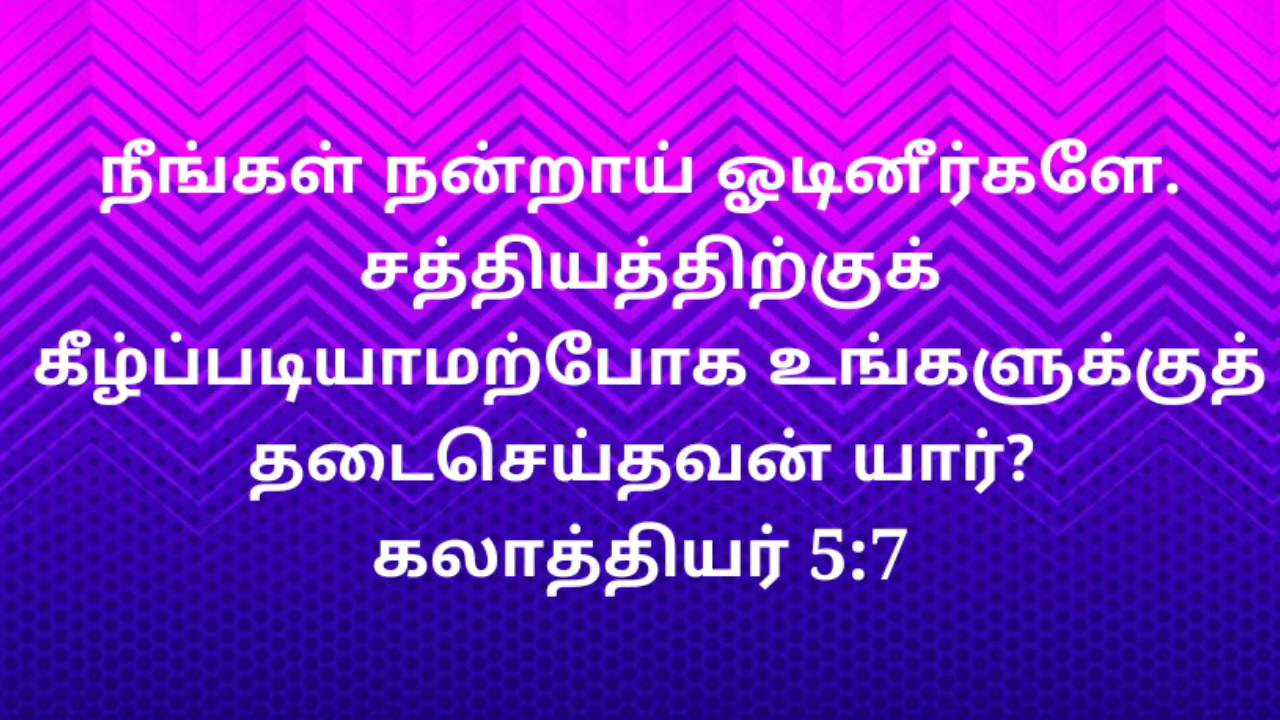 நீங்கள் நன்றாய் ஓடினீர்களே.
சத்தியத்திற்குக்
கீழ்ப்படியாமற்போக உங்களுக்குத்
தடைசெய்தவன் யார்?
கலாத்தியர் 5:7